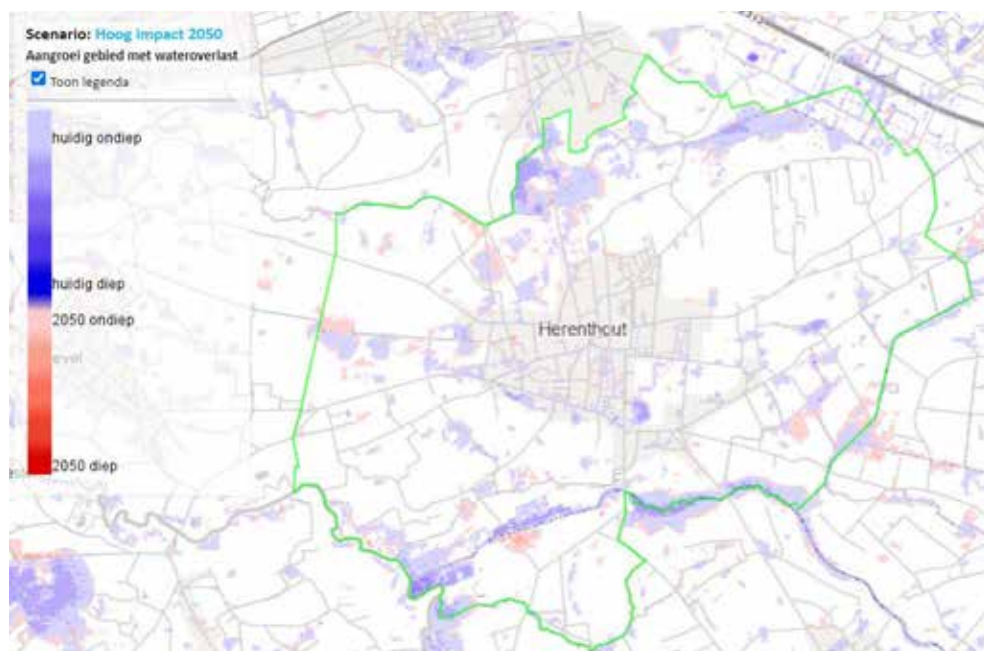 Scenario: Hoog impact 2050
Aangroei gebied met wateroverlast
Toon legenda
huidig ondiep
huidig diep
2050 ondiep
evel
2050 diep
Herenthout